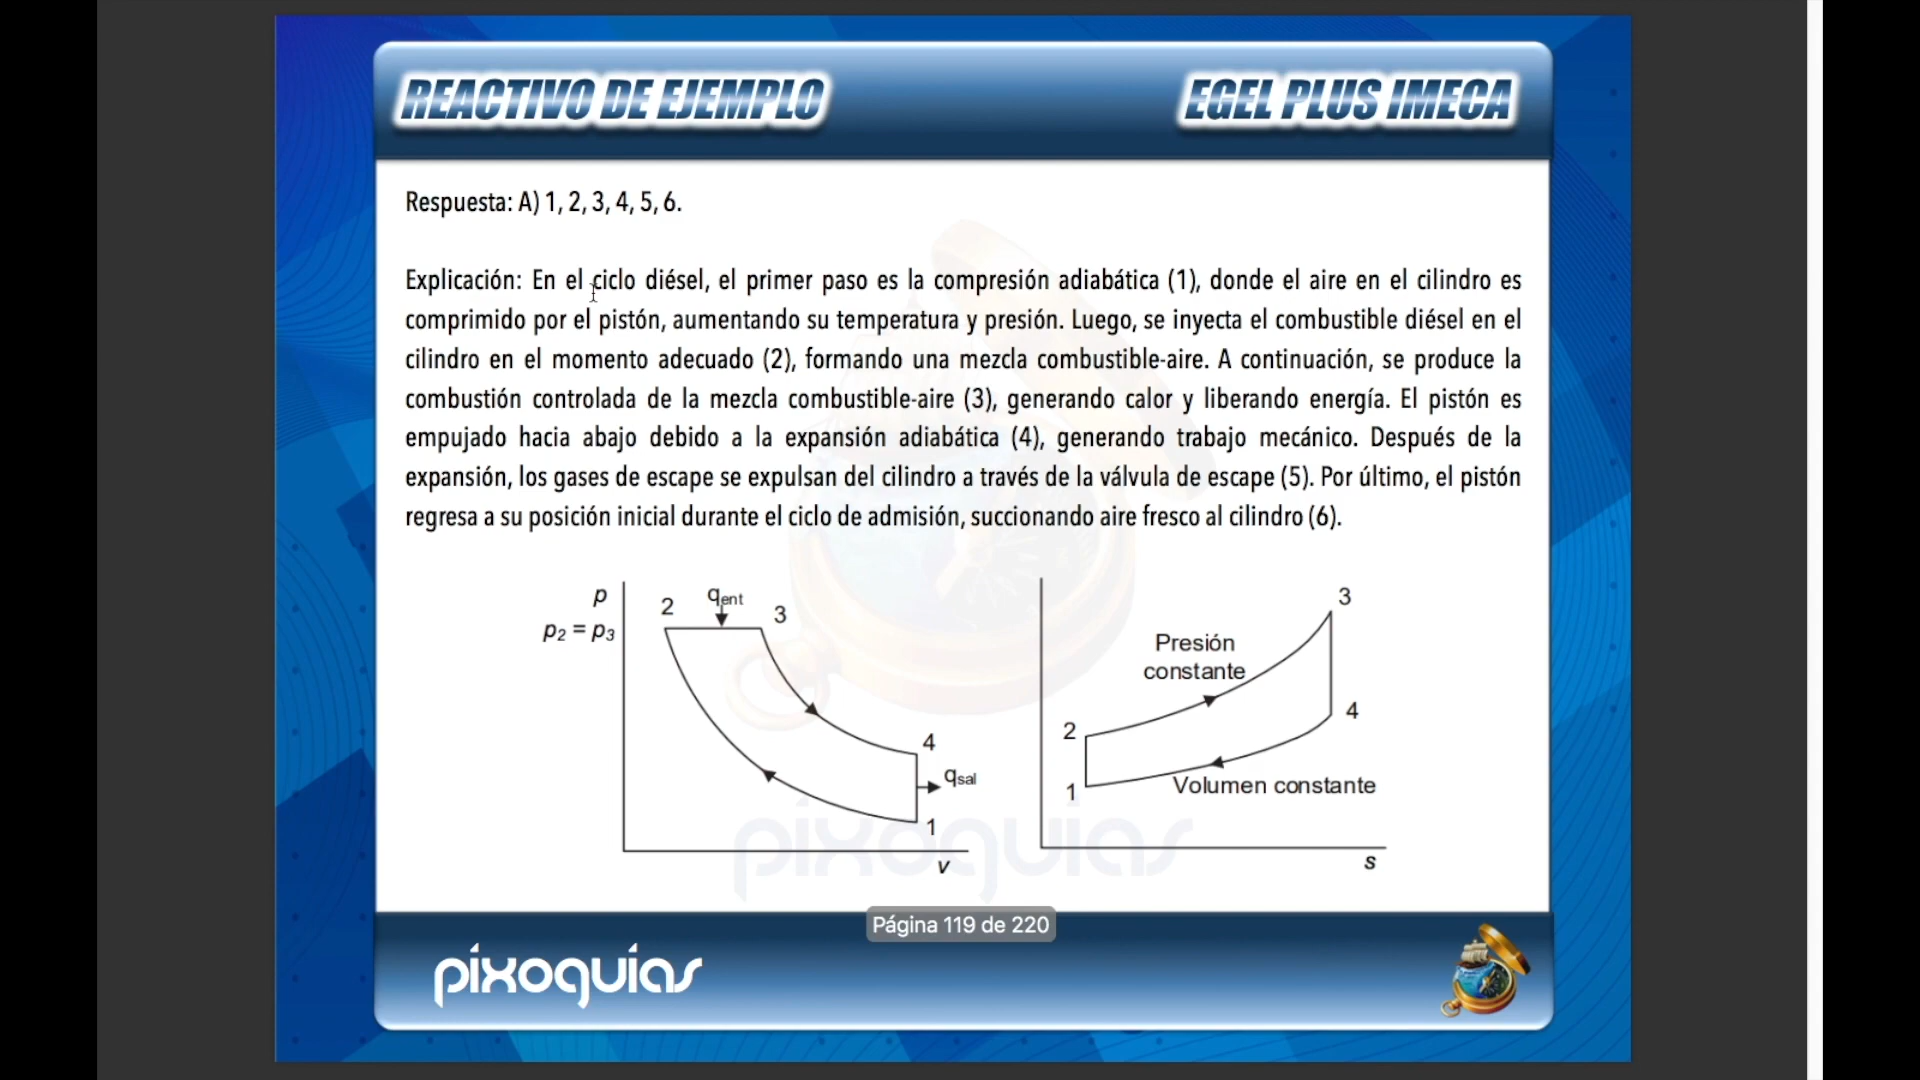 REACTIVO DE EJEMPLO
EGEL PLUS IMECA
Respuesta: A) 1, 2, 3, 4, 5, 6.
Explicación: En el ciclo diésel, el primer paso es la compresión adiabática (1), donde el aire en el cilindro es
comprimido por el pistón, aumentando su temperatura y presión. Luego, se inyecta el combustible diésel en el
cilindro en el momento adecuado (2), formando una mezcla combustible-aire. A continuación, se produce la
combustión controlada de la mezcla combustible-aire (3), generando calor y liberando energía. El pistón es
empujado hacia abajo debido a la expansión adiabática (4), generando trabajo mecánico. Después de la
expansión, los gases de escape se expulsan del cilindro a través de la válvula de escape (5). Por último, el pistón
regresa a su posición inicial durante el ciclo de admisión, succionando aire fresco al cilindro (6).
p
p2 = p3
2
qent
3
4
qsal
1
v
3
Presión
constante
2
4
1
Volumen constante
s
pixoguías
Página 119 de 220
pixoguías